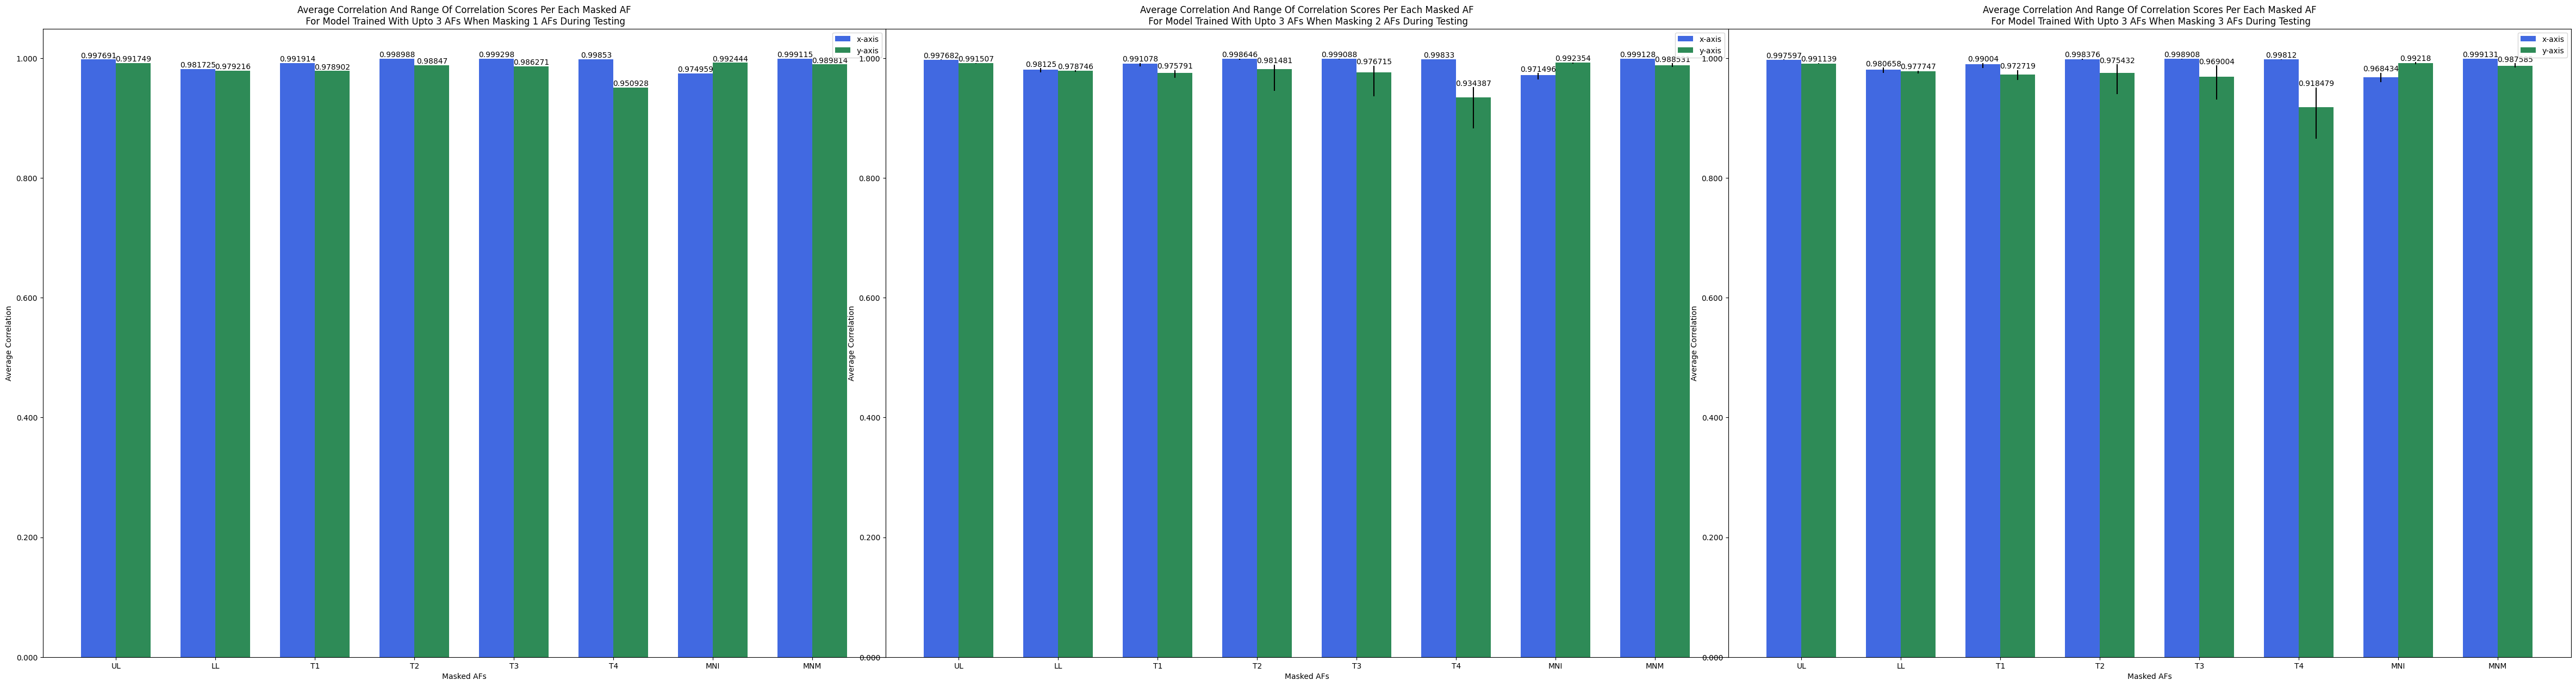 Average Correlation And Range Of Correlation Scores Per Each Masked AF
For Model Trained With Upto 3 AFs When Masking 1 AFs During Testing
x-axis
y-axis
0.997691 0.991749 0.981725 0.979216 0.991914 0.978902 0.998988 0.98847 0.999298 0.986271 0.99853 0.950928 0.974959 0.992444 0.999115 0.989814
1.000
0.800
0.600
0.400
0.200
0.000
Average Correlation
UL LL T1 T2 T3 T4 MNI MNM
Masked AFs
Average Correlation And Range Of Correlation Scores Per Each Masked AF
For Model Trained With Upto 3 AFs When Masking 2 AFs During Testing
x-axis
y-axis
0.997682 0.991507 0.98125 0.978746 0.991078 0.975791 0.998646 0.981481 0.999088 0.976715 0.99833 0.934387 0.971496 0.992354 0.999128 0.988531
1.000
0.800
0.600
0.400
0.200
0.000
Average Correlation
UL LL T1 T2 T3 T4 MNI MNM
Masked AFs
Average Correlation And Range Of Correlation Scores Per Each Masked AF
For Model Trained With Upto 3 AFs When Masking 3 AFs During Testing
x-axis
y-axis
0.997597 0.991139 0.980658 0.977747 0.99004 0.972719 0.998376 0.975432 0.998908 0.969004 0.99812 0.918479 0.968434 0.99218 0.999131 0.987585
1.000
0.800
0.600
0.400
0.200
0.000
Average Correlation
UL LL T1 T2 T3 T4 MNI MNM
Masked AFs